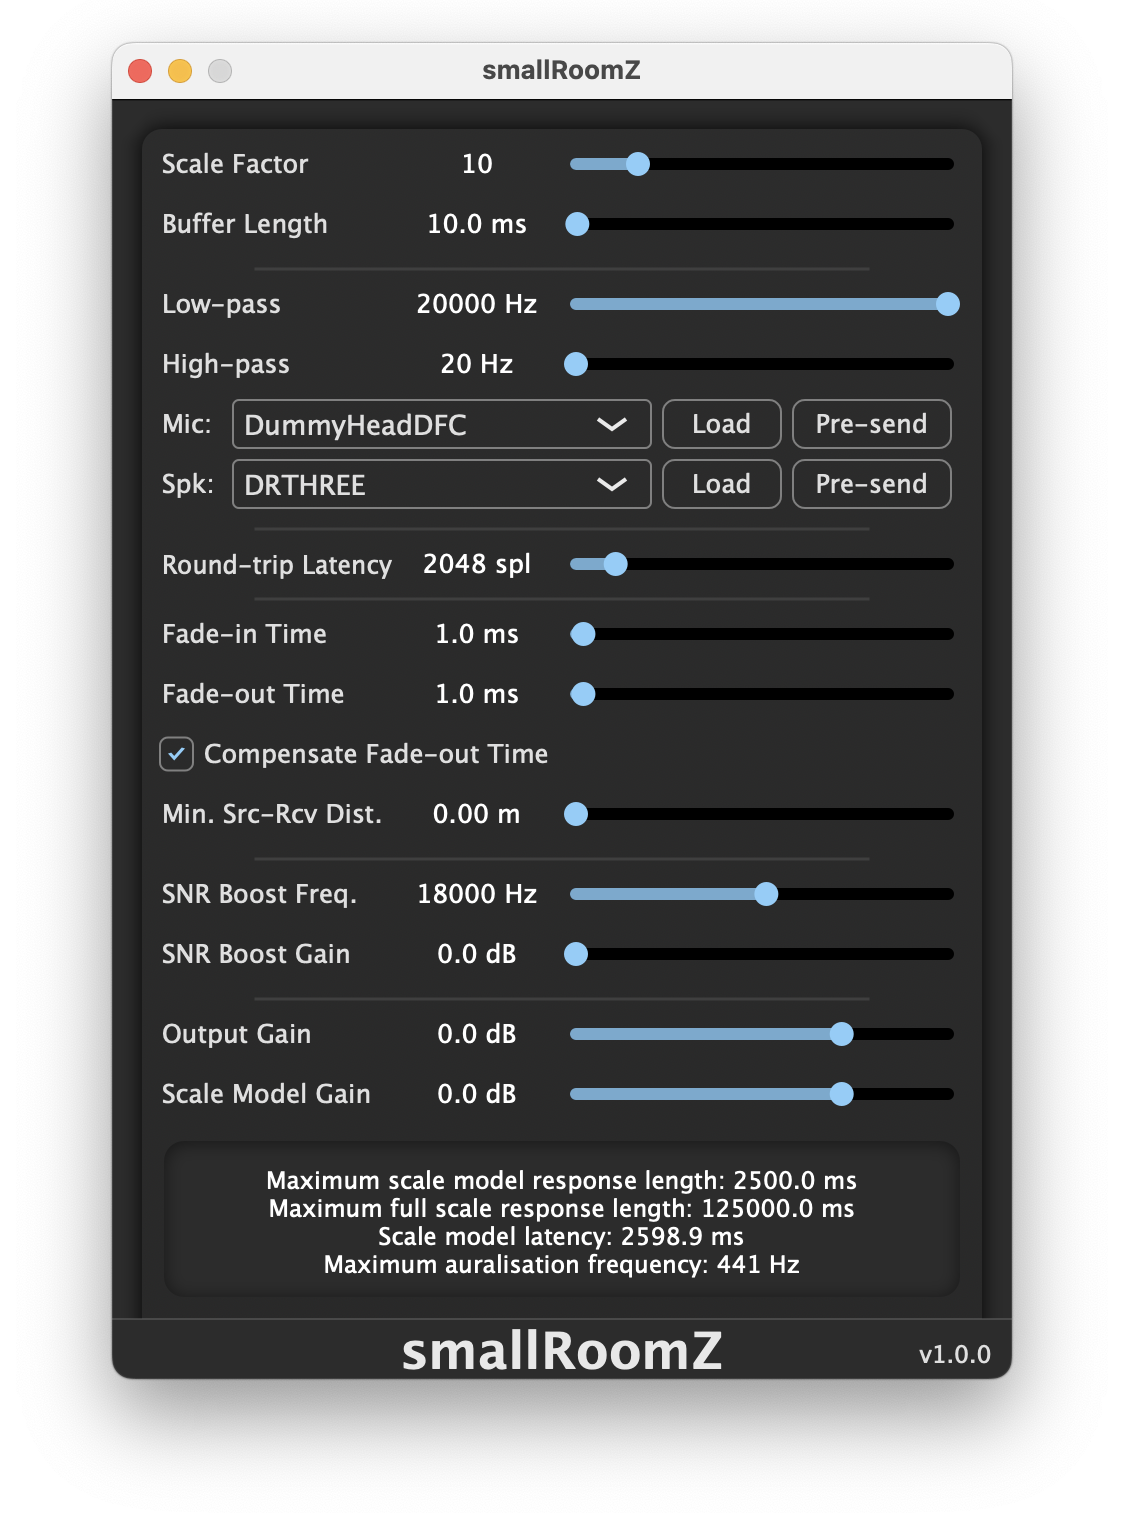 smallRoomZ
Scale Factor 10
Buffer Length 10.0 ms
Low-pass 20000 Hz
High-pass 20 Hz
Mic: DummyHeadDFC Load Pre-send
Spk: DRTHREE Load Pre-send
Round-trip Latency 2048 spl
Fade-in Time 1.0 ms
Fade-out Time 1.0 ms
Compensate Fade-out Time
Min. Src-Rcv Dist. 0.00 m
SNR Boost Freq. 18000 Hz
SNR Boost Gain 0.0 dB
Output Gain 0.0 dB
Scale Model Gain 0.0 dB
Maximum scale model response length: 2500.0 ms
Maximum full scale response length: 125000.0 ms
Scale model latency: 2598.9 ms
Maximum auralisation frequency: 441 Hz
smallRoomZ v1.0.0